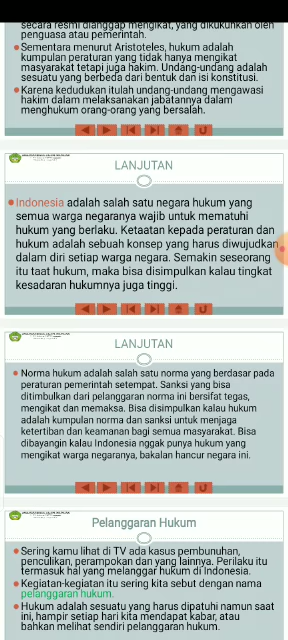 secara resmi dianggap mengikat, yang dikukuhkan oleh
penguasa atau pemerintah.
Sementara menurut Aristoteles, hukum adalah
kumpulan peraturan yang tidak hanya mengikat
masyarakat tetapi juga hakim. Undang-undang adalah
sesuatu yang berbeda dari bentuk dan isi konstitusi.
Karena kedudukan itulah undang-undang mengawasi
hakim dalam melaksanakan jabatannya dalam
menghukum orang-orang yang bersalah.
LANJUTAN
Indonesia adalah salah satu negara hukum yang
semua warga negaranya wajib untuk mematuhi
hukum yang berlaku. Ketaatan kepada peraturan dan
hukum adalah sebuah konsep yang harus diwujudkan
dalam diri setiap warga negara. Semakin seseorang
itu taat hukum, maka bisa disimpulkan kalau tingkat
kesadaran hukumnya juga tinggi.
LANJUTAN
Norma hukum adalah salah satu norma yang berdasar pada
peraturan pemerintah setempat. Sanksi yang bisa
ditimbulkan dari pelanggaran norma ini bersifat tegas,
mengikat dan memaksa. Bisa disimpulkan kalau hukum
adalah kumpulan norma dan sanksi untuk menjaga
ketertiban dan keamanan bagi semua masyarakat. Bisa
dibayangin kalau Indonesia nggak punya hukum yang
mengikat warga negaranya, bakalan hancur negara ini.
Pelanggaran Hukum
Sering kamu lihat di TV ada kasus pembunuhan,
penculikan, perampokan dan yang lainnya. Perilaku itu
termasuk hal yang melanggar hukum di Indonesia.
Kegiatan-kegiatan itu sering kita sebut dengan nama
pelanggaran hukum.
Hukum adalah sesuatu yang harus dipatuhi namun saat
ini, hampir setiap hari kita mendapat kabar, atau
bahkan melihat sendiri pelanggaran hukum.